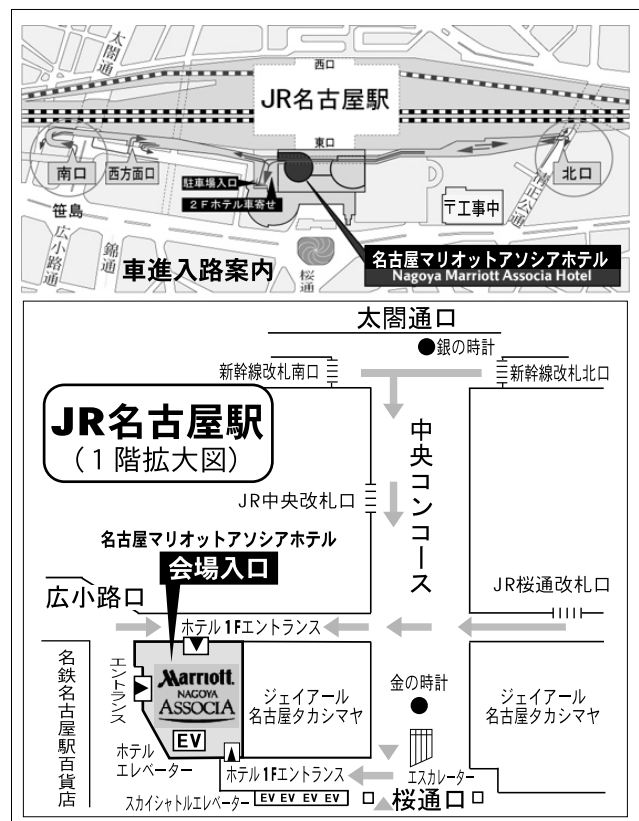 太閤通
西口
JR名古屋駅
東口
南口
西方面口
駐車場入口
2Fホテル車寄せ
北口
清正公通
笹島
広小路通
錦通
桜通
〒工事中
名古屋マリオットアソシアホテル
Nagoya Marriott Associa Hotel
車進入路案内
太閤通口
●銀の時計
新幹線改札南口
新幹線改札北口
JR名古屋駅
(1階拡大図)
中央コンコース
JR中央改札口
名古屋マリオットアソシアホテル
会場入口
広小路口
JR桜通改札口
ホテル1Fエントランス
名鉄名古屋駅百貨店
エントランス
Marriott
NAGOYA
ASSOCIA
EV
ジェイアール
名古屋タカシマヤ
金の時計
ジェイアール
名古屋タカシマヤ
ホテル
エレベーター
ホテル1Fエントランス
エスカレーター
スカイシャトルエレベーター
EV EV EV EV
桜通口